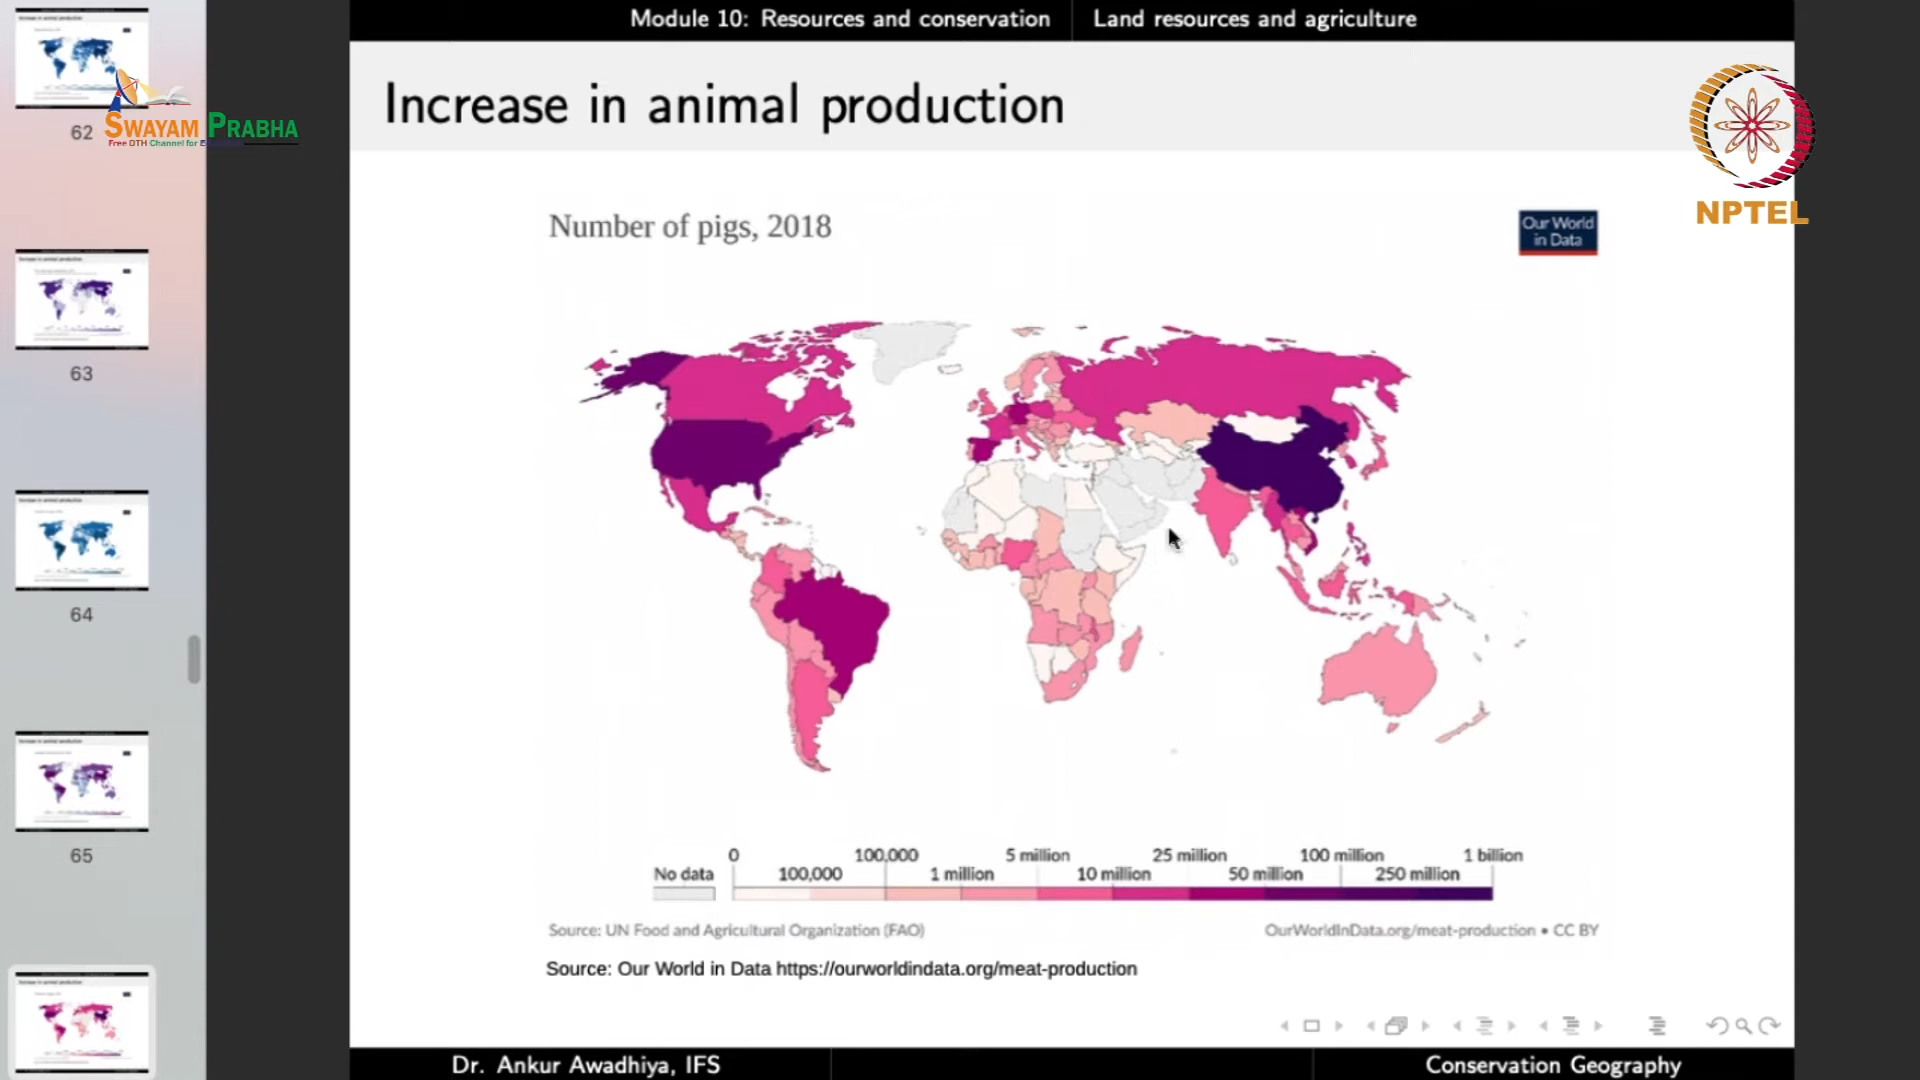 Module 10: Resources and conservation
Land resources and agriculture
Increase in animal production
SWAYAM PRABHA
Free DTH Channel for
NPTEL
62
63
64
65
Number of pigs, 2018
Our World
in Data
0 100,000 5 million 25 million 100 million 1 billion
No data 100,000 1 million 10 million 50 million 250 million
Source: UN Food and Agricultural Organization (FAO)
OurWorldInData.org/meat-production • CC BY
Source: Our World in Data https://ourworldindata.org/meat-production
Dr. Ankur Awadhiya, IFS
Conservation Geography